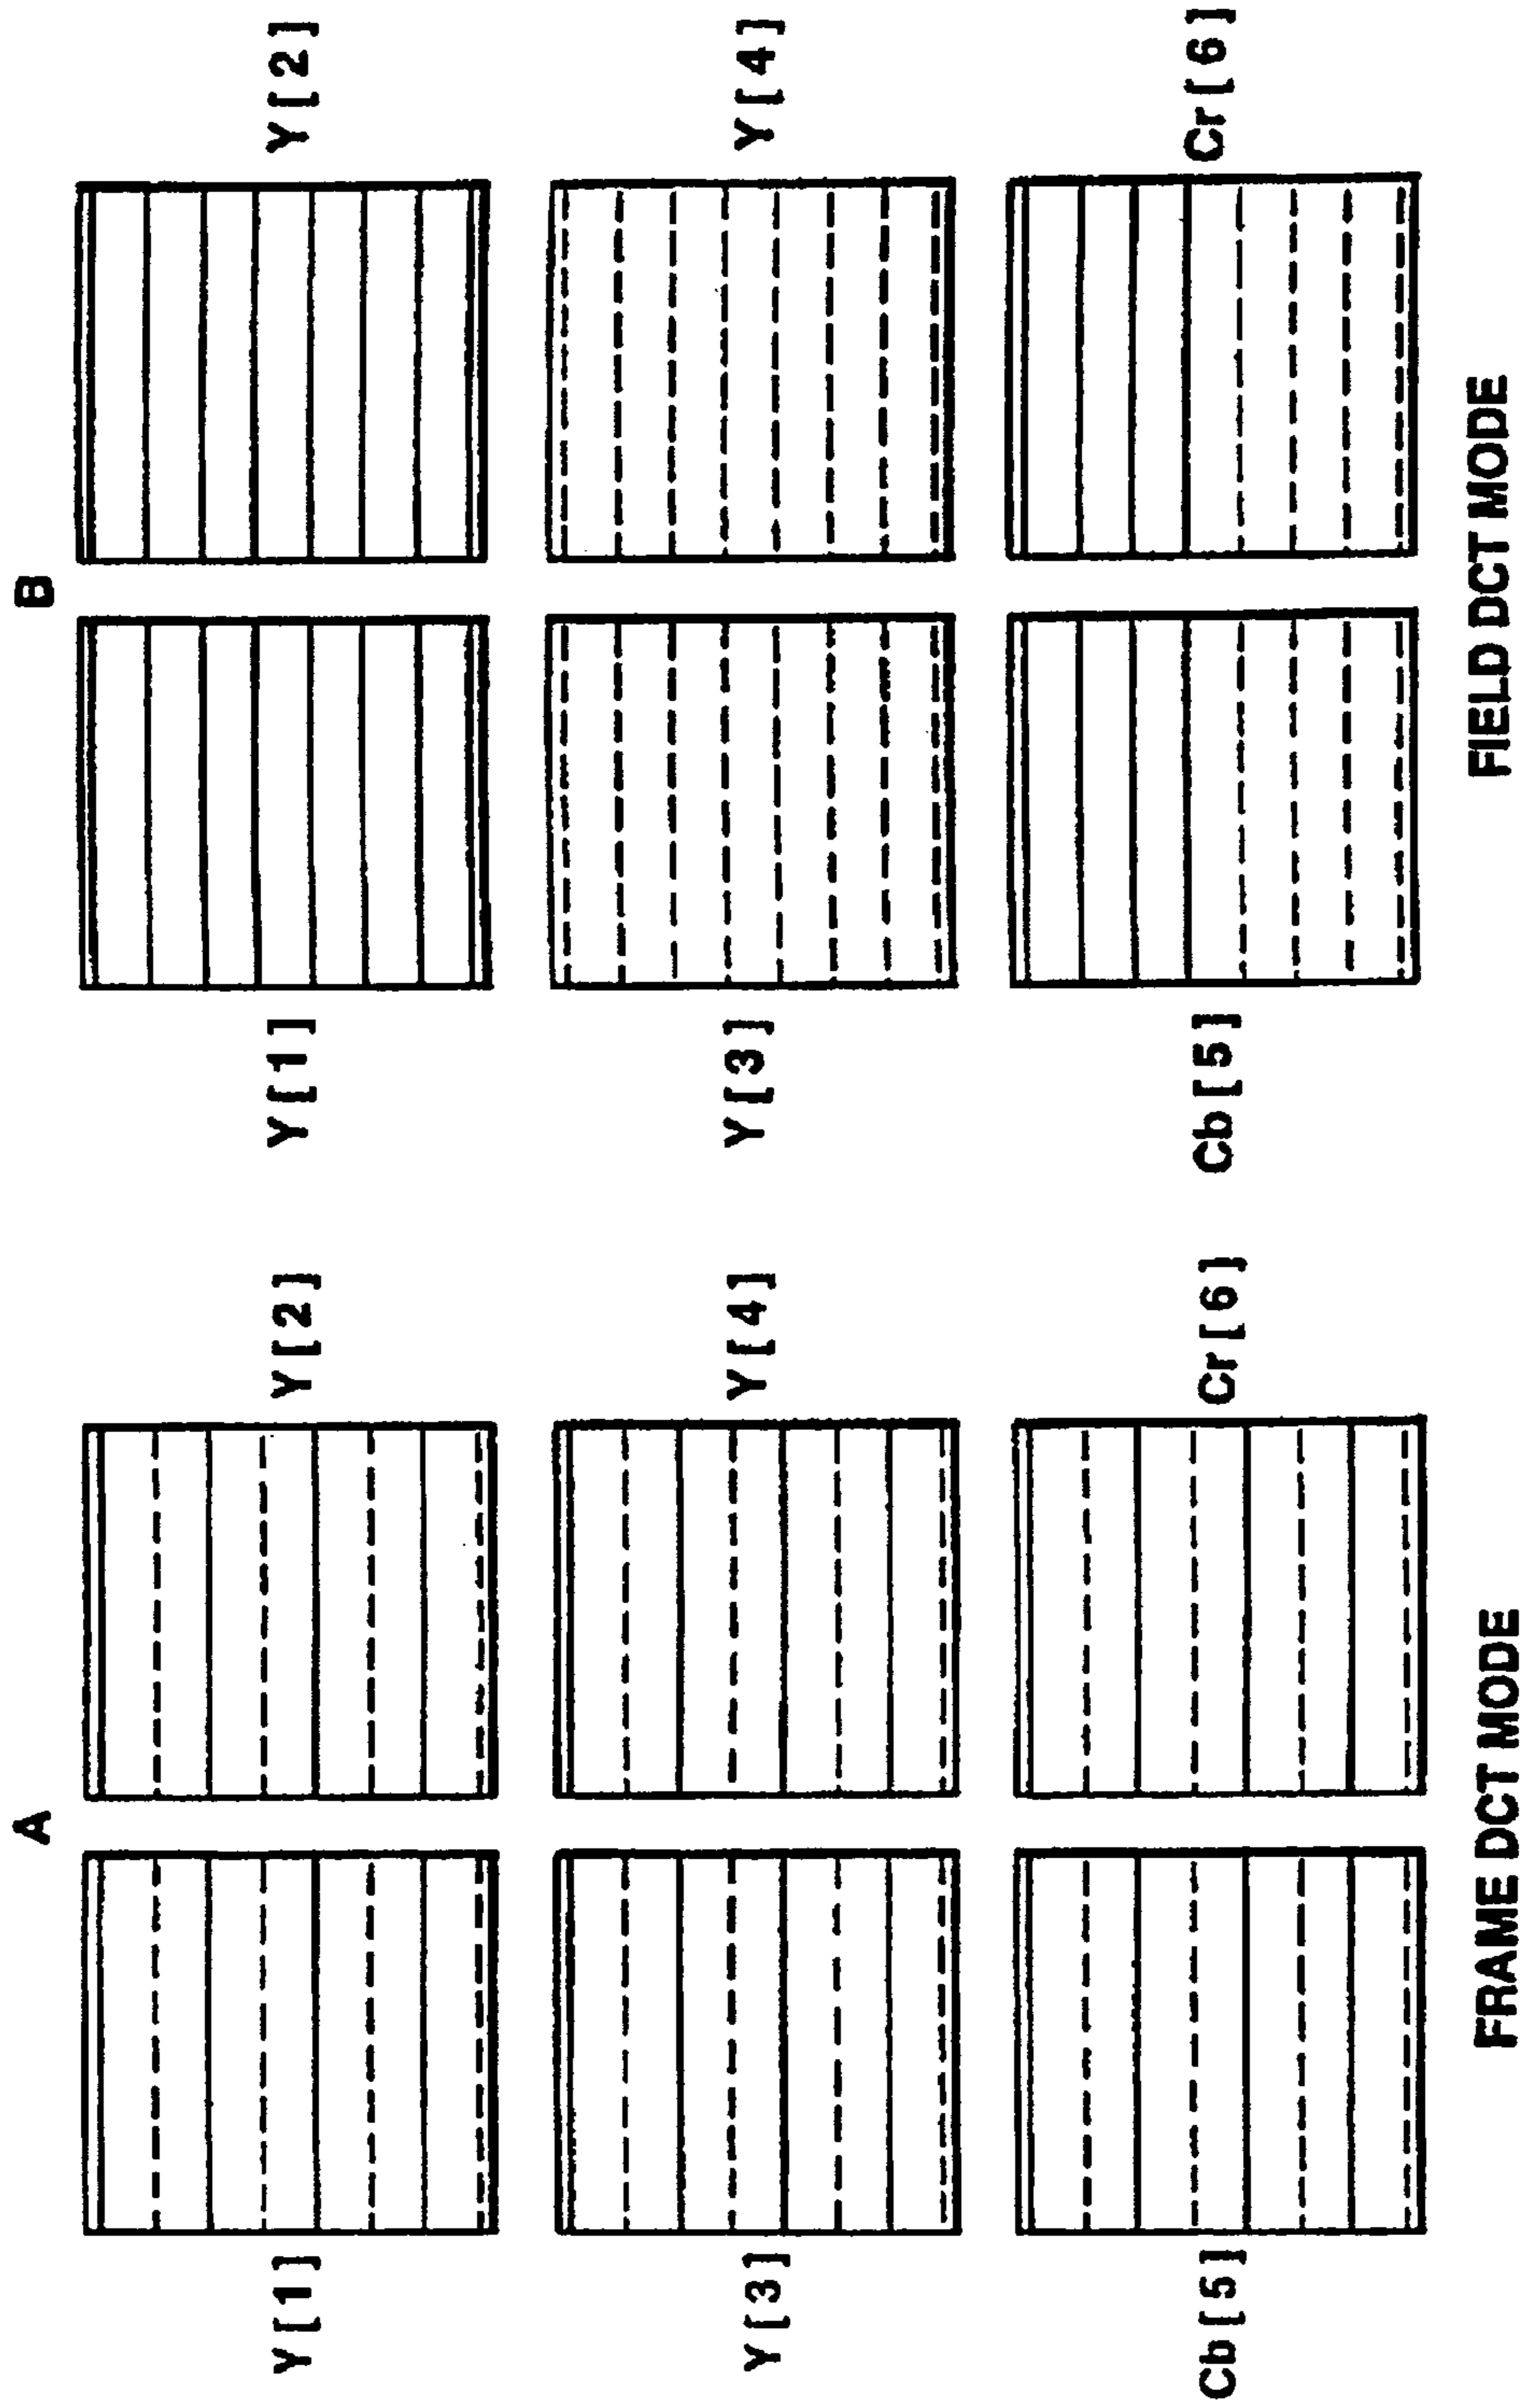 A
Y[1]
Y[2]
Y[3]
Y[4]
Cb[5]
Cr[6]
FRAME DCT MODE
B
Y[1]
Y[2]
Y[3]
Y[4]
Cb[5]
Cr[6]
FIELD DCT MODE